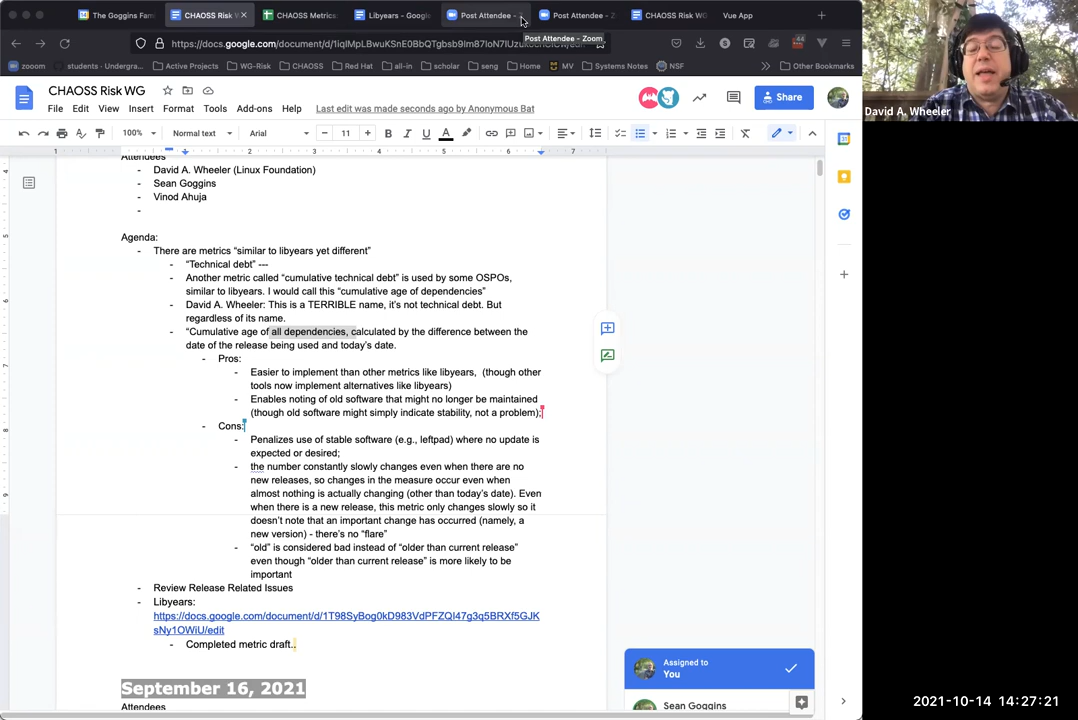 The Goggins Fam
CHAOSS Risk W
CHAOSS Metrics:
Libyears - Google
Post Attendee -
Post Attendee - Zo
CHAOSS Risk WG
Vue App
https://docs.google.com/document/d/
Post Attendee - Zoom
zooom
students - Undergra...
Active Projects
WG-Risk
CHAOSS
Red Hat
all-in
scholar
seng
Home
MV
Systems Notes
NSF
Other Bookmarks
CHAOSS Risk WG
File Edit View Insert Format Tools Add-ons Help
Last edit was made seconds ago by Anonymous Bat
Share
David A. Wheeler
100%
Normal text
Arial
11
Attendees
- David A. Wheeler (Linux Foundation)
- Sean Goggins
- Vinod Ahuja
-
Agenda:
- There are metrics “similar to libyears yet different”
- “Technical debt” ---
- Another metric called “cumulative technical debt” is used by some OSPOs,
similar to libyears. I would call this “cumulative age of dependencies”
- David A. Wheeler: This is a TERRIBLE name, it’s not technical debt. But
regardless of its name.
- “Cumulative age of all dependencies, calculated by the difference between the
date of the release being used and today’s date.
- Pros:
- Easier to implement than other metrics like libyears, (though other
tools now implement alternatives like libyears)
- Enables noting of old software that might no longer be maintained
(though old software might simply indicate stability, not a problem);
- Cons:
- Penalizes use of stable software (e.g., leftpad) where no update is
expected or desired;
- the number constantly slowly changes even when there are no
new releases, so changes in the measure occur even when
almost nothing is actually changing (other than today’s date). Even
when there is a new release, this metric only changes slowly so it
doesn’t note that an important change has occurred (namely, a
new version) - there’s no “flare”
- “old” is considered bad instead of “older than current release”
even though “older than current release” is more likely to be
important
- Review Release Related Issues
- Libyears:
https://docs.google.com/document/d/1T98SyBog0kD983VdPFZQI47g3q5BRXf5GJK
sNy1OWiU/edit
- Completed metric draft..
September 16, 2021
Attendees
Assigned to
You
Sean Goggins
2021-10-14 14:27:21